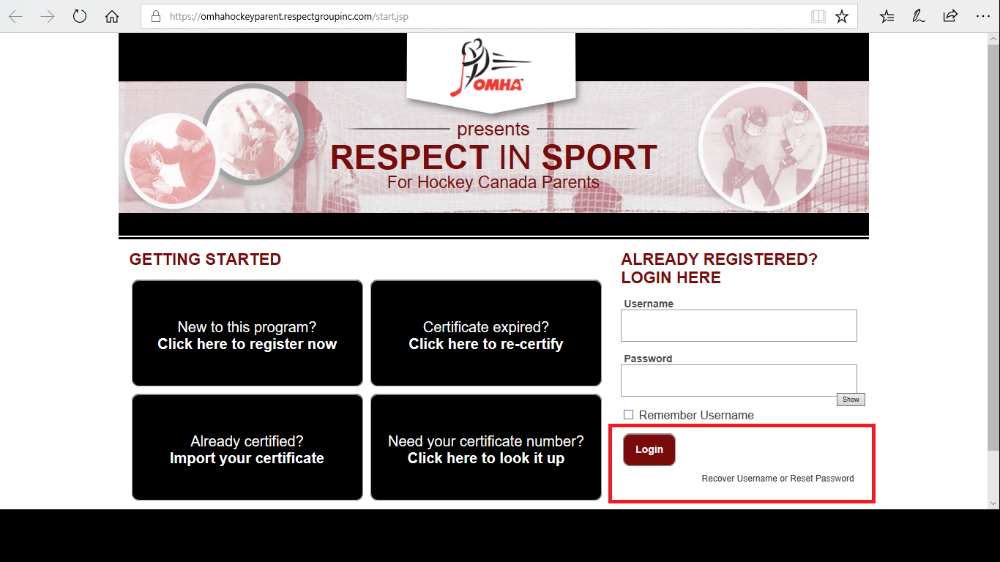 https://omhahockeyparent.respectgroupinc.com/start.jsp
OMHA™
presents
RESPECT IN SPORT
For Hockey Canada Parents
GETTING STARTED
New to this program?
Click here to register now
Certificate expired?
Click here to re-certify
Already certified?
Import your certificate
Need your certificate number?
Click here to look it up
ALREADY REGISTERED?
LOGIN HERE
Username
Password
Show
Remember Username
Login
Recover Username or Reset Password